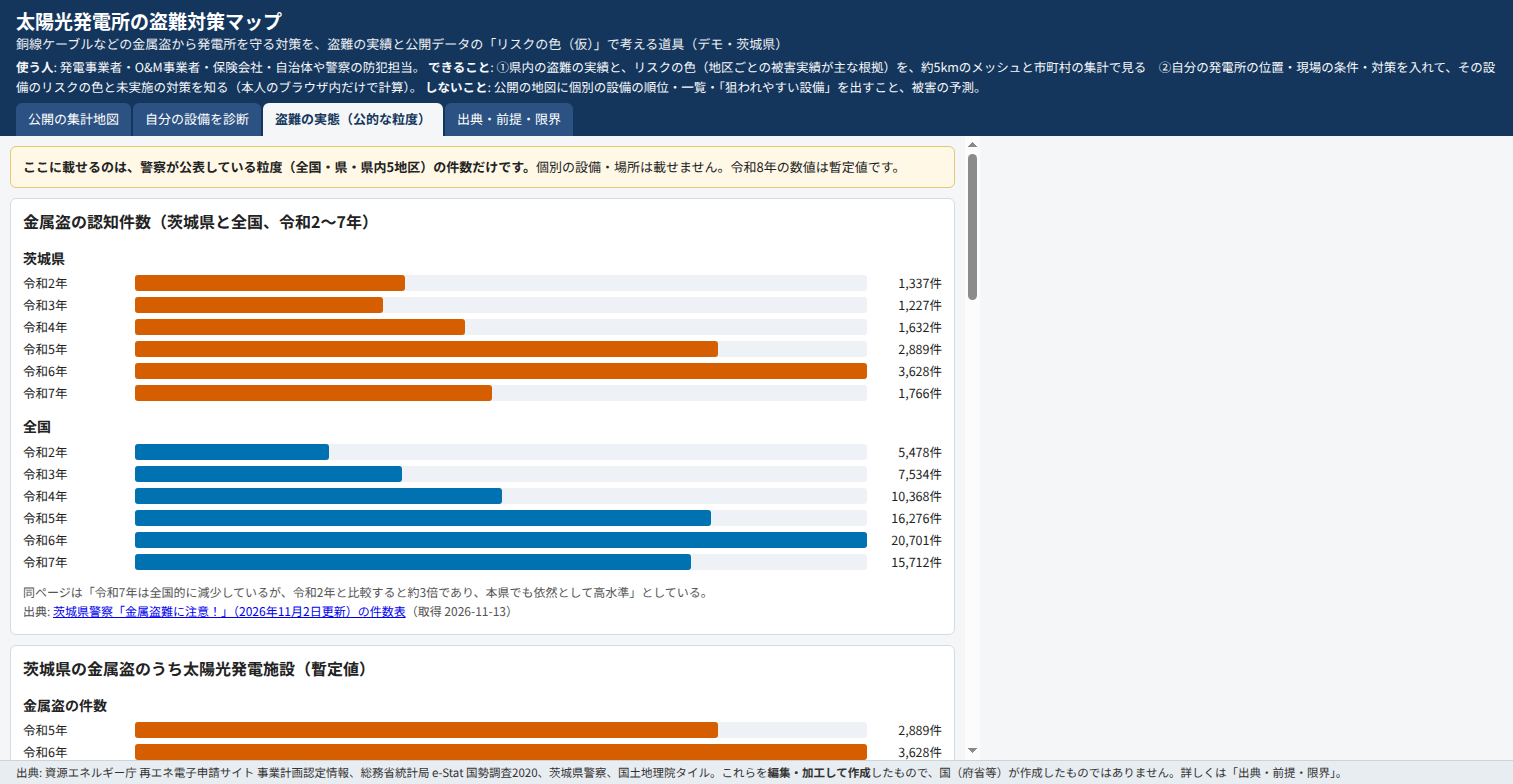 太陽光発電所の盗難対策マップ
銅線ケーブルなどの金属盗から発電所を守る対策を、盗難の実績と公開データの「リスクの色（仮）」で考える道具（デモ・茨城県）
使う人: 発電事業者・O&M事業者・保険会社・自治体や警察の防犯担当。 できること: ①県内の盗難の実績と、リスクの色（地区ごとの被害実績が主な根拠）を、約5kmのメッシュと市町村の集計で見る　②自分の発電所の位置・現場の条件・対策を入れて、その設
備のリスクの色と未実施の対策を知る（本人のブラウザ内だけで計算）。 しないこと: 公開の地図に個別の設備の順位・一覧・「狙われやすい設備」を出すこと、被害の予測。
公開の集計地図 自分の設備を診断 盗難の実態（公的な粒度） 出典・前提・限界
ここに載せるのは、警察が公表している粒度（全国・県・県内5地区）の件数だけです。個別の設備・場所は載せません。令和8年の数値は暫定値です。
金属盗の認知件数（茨城県と全国、令和2〜7年）
茨城県
令和2年 1,337件
令和3年 1,227件
令和4年 1,632件
令和5年 2,889件
令和6年 3,628件
令和7年 1,766件
全国
令和2年 5,478件
令和3年 7,534件
令和4年 10,368件
令和5年 16,276件
令和6年 20,701件
令和7年 15,712件
同ページは「令和7年は全国的に減少しているが、令和2年と比較すると約3倍であり、本県でも依然として高水準」としている。
出典: 茨城県警察「金属盗難に注意！」（2026年11月2日更新）の件数表（取得 2026-11-13）
茨城県の金属盗のうち太陽光発電施設（暫定値）
金属盗の件数
令和5年 2,889件
令和6年 3,628件
出典: 資源エネルギー庁 再エネ電子申請サイト 事業計画認定情報、総務省統計局 e-Stat 国勢調査2020、茨城県警察、国土地理院タイル。これらを編集・加工して作成したもので、国（府省等）が作成したものではありません。詳しくは「出典・前提・限界」。